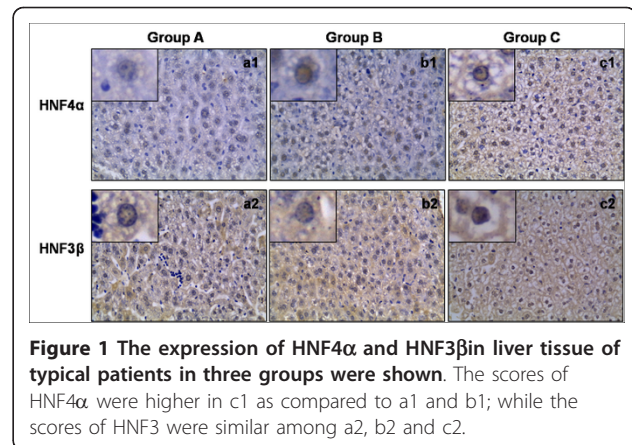 Group A Group B Group C
HNF4α
a1 b1 c1
HNF3β
a2 b2 c2
Figure 1 The expression of HNF4α and HNF3βin liver tissue of
typical patients in three groups were shown. The scores of
HNF4α were higher in c1 as compared to a1 and b1; while the
scores of HNF3 were similar among a2, b2 and c2.